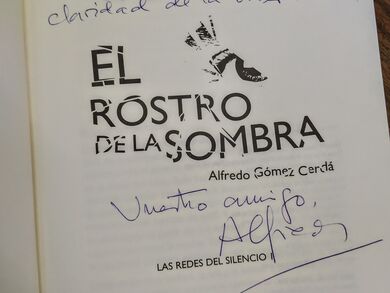 claridad de la
EL
ROSTRO
DE LA SOMBRA
Alfredo Gómez Cerdá
Vuestro amigo,
Alfredo
LAS REDES DEL SILENCIO I